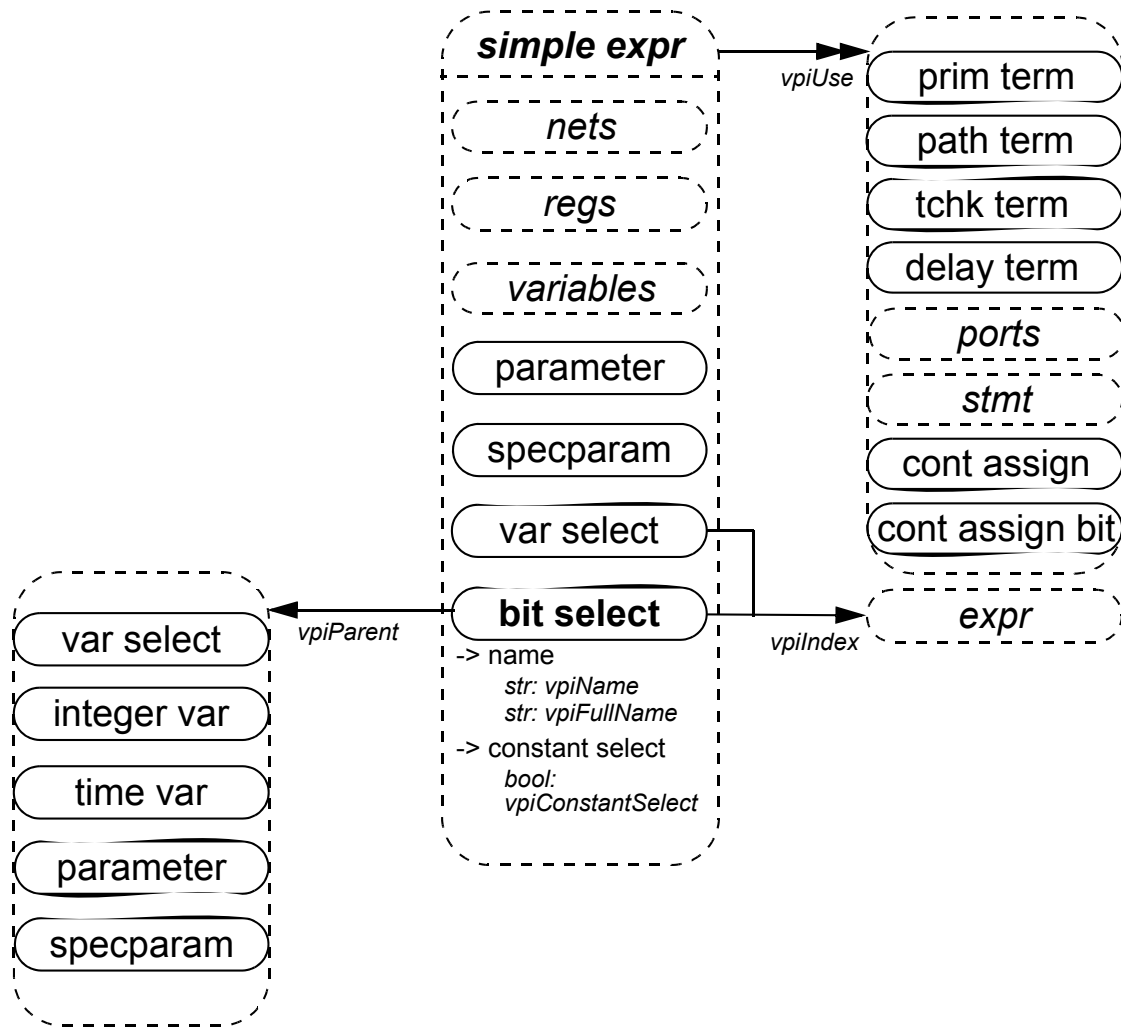 simple expr
nets
regs
variables
parameter
specparam
var select
bit select
-> name
str: vpiName
str: vpiFullName
-> constant select
bool:
vpiConstantSelect
vpiUse
prim term
path term
tchk term
delay term
ports
stmt
cont assign
cont assign bit
vpiIndex
expr
vpiParent
var select
integer var
time var
parameter
specparam